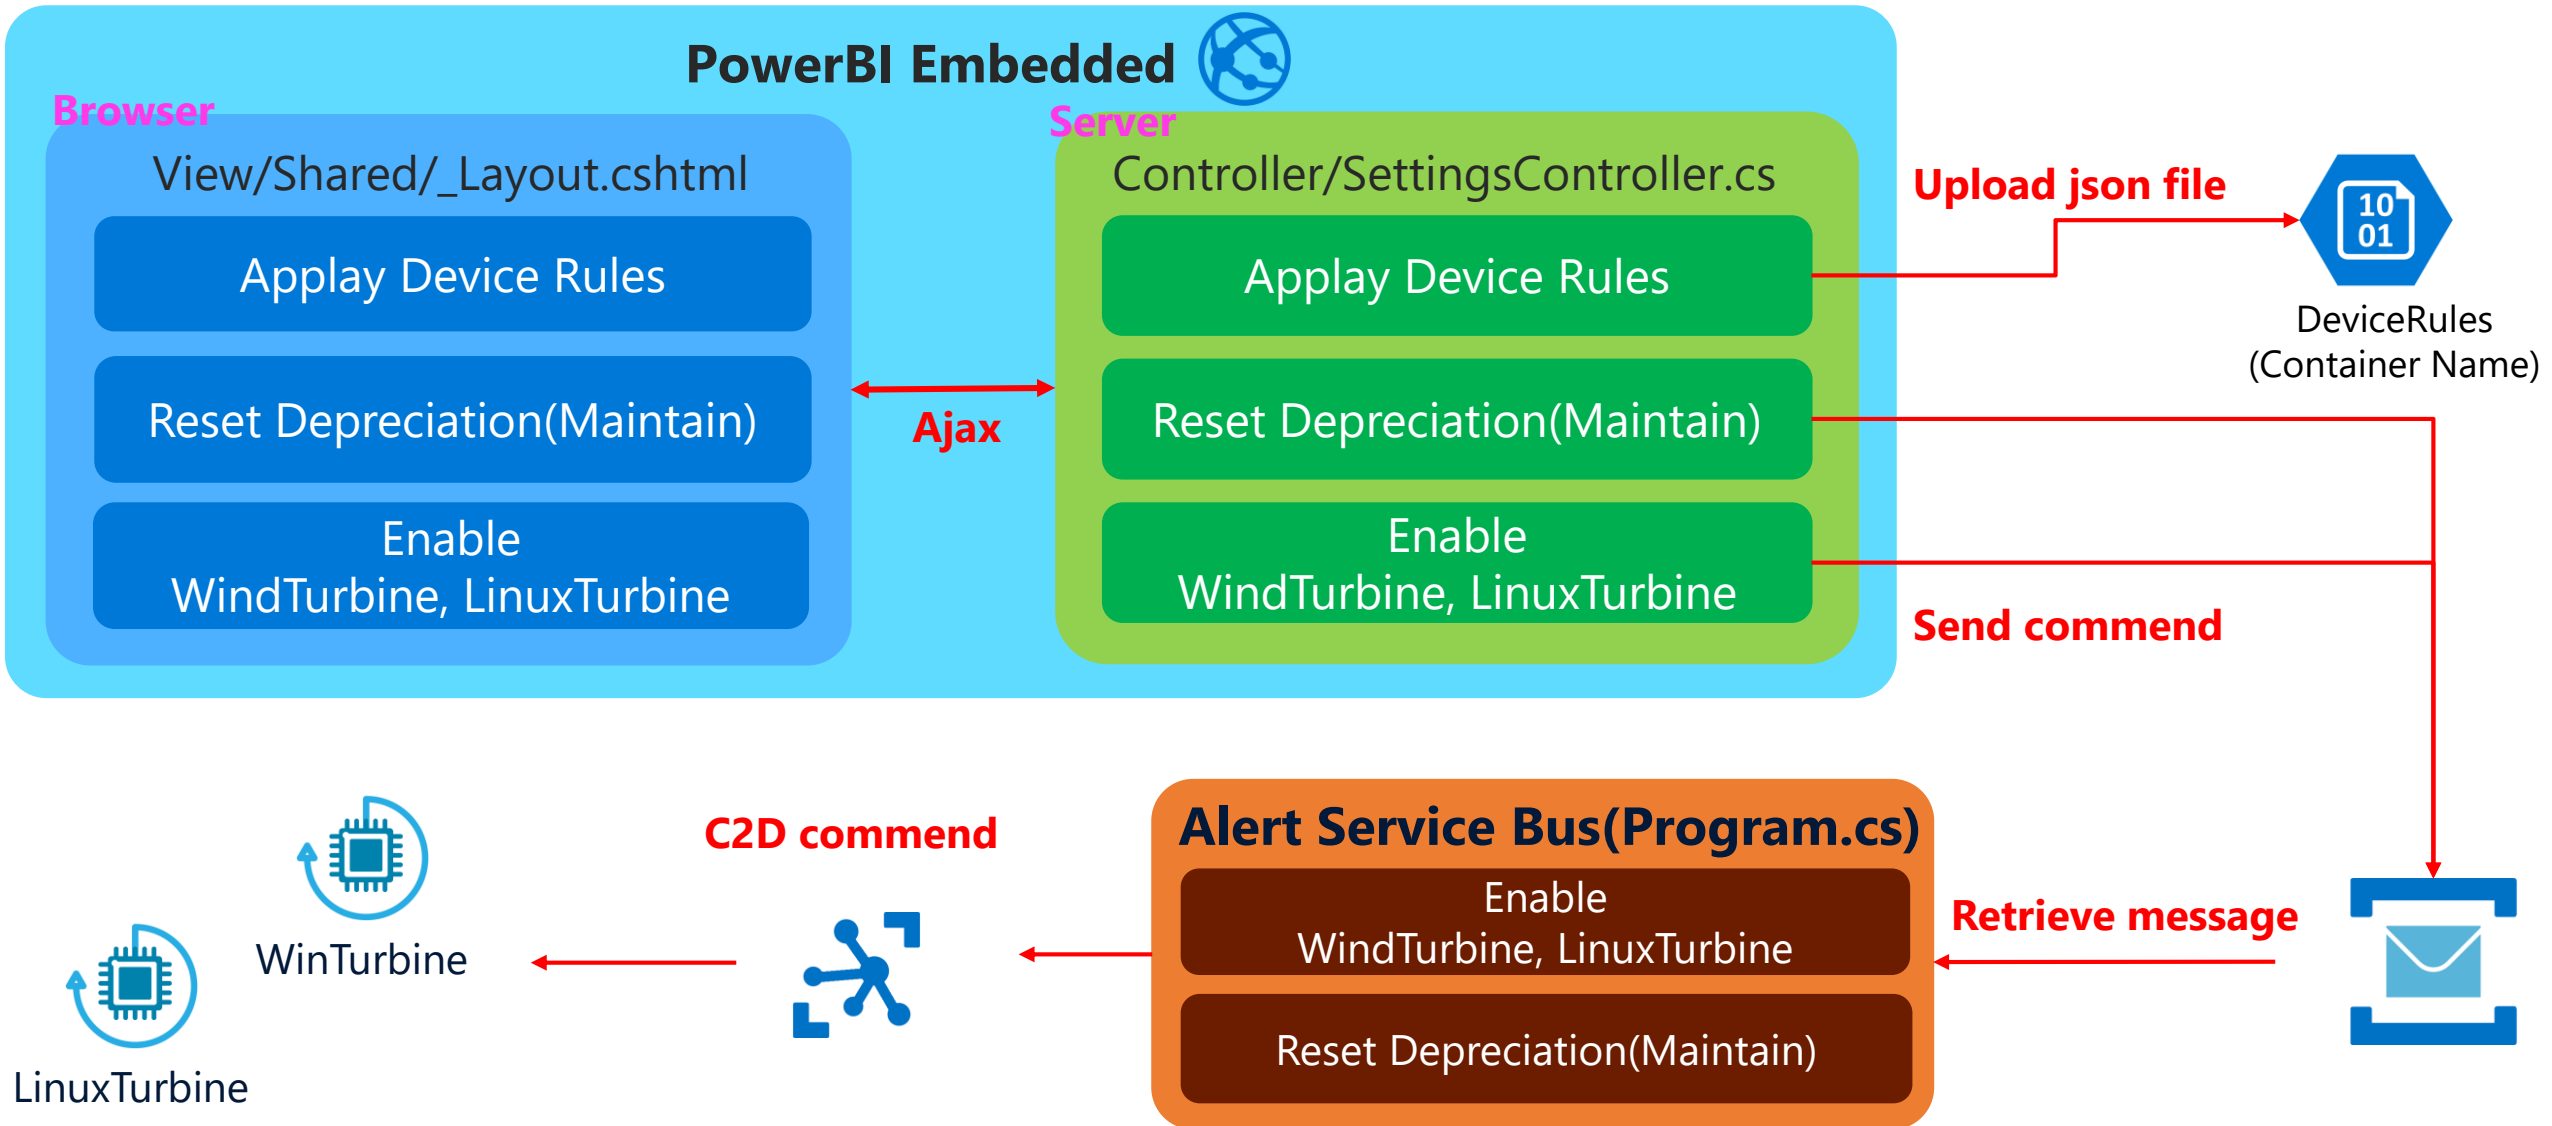 PowerBI Embedded
Browser
View/Shared/_Layout.cshtml
Applay Device Rules
Reset Depreciation(Maintain)
Enable
WindTurbine, LinuxTurbine
Ajax
Server
Controller/SettingsController.cs
Applay Device Rules
Reset Depreciation(Maintain)
Enable
WindTurbine, LinuxTurbine
Upload json file
10
01
DeviceRules
(Container Name)
Send commend
Retrieve message
Alert Service Bus(Program.cs)
Enable
WindTurbine, LinuxTurbine
Reset Depreciation(Maintain)
C2D commend
WinTurbine
LinuxTurbine